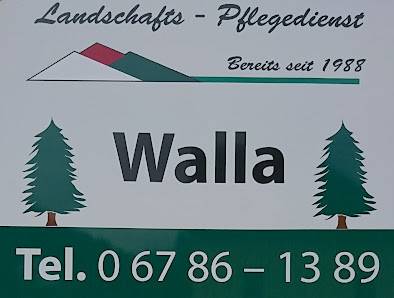 Landschafts - Pflegedienst
Bereits seit 1988
Walla
Tel. 0 67 86 – 13 89